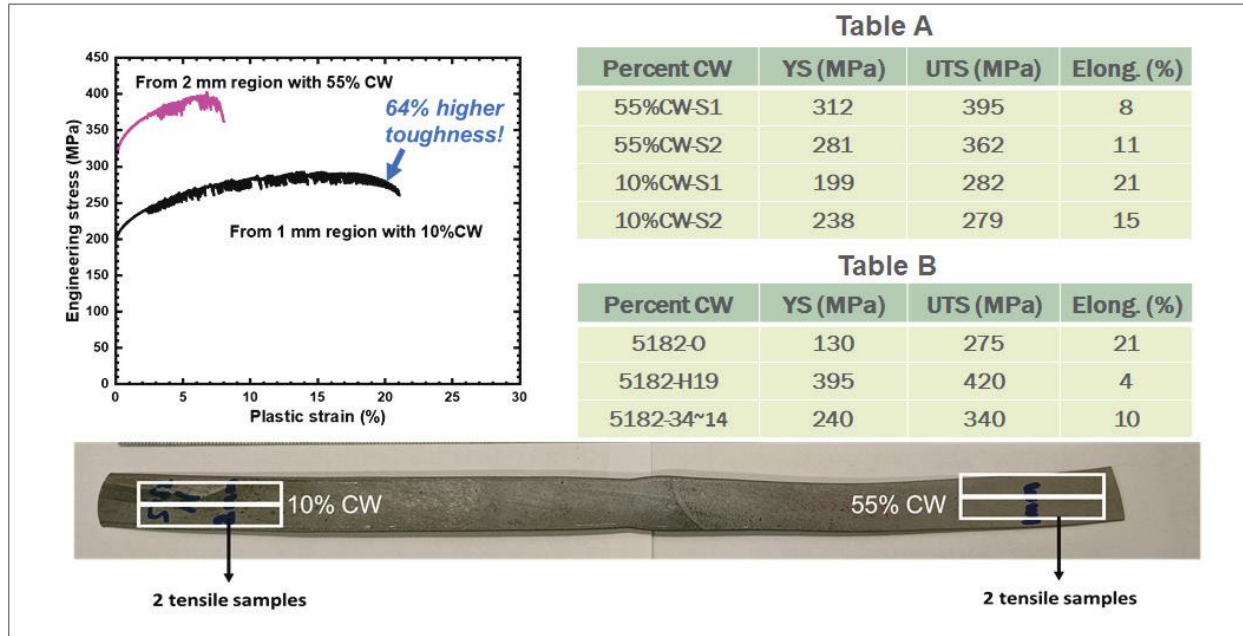 Engineering stress (MPa)
450
400
350
300
250
200
150
100
50
0
From 2 mm region with 55% CW
64% higher
toughness!
From 1 mm region with 10%CW
0 5 10 15 20 25 30
Plastic strain (%)
Table A
Percent CW YS (MPa) UTS (MPa) Elong. (%)
55%CW-S1 312 395 8
55%CW-S2 281 362 11
10%CW-S1 199 282 21
10%CW-S2 238 279 15
Table B
Percent CW YS (MPa) UTS (MPa) Elong. (%)
5182-0 130 275 21
5182-H19 395 420 4
5182-34~14 240 340 10
10% CW
55% CW
2 tensile samples
2 tensile samples